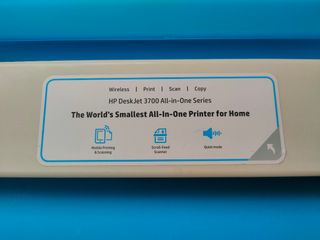 Wireless | Print | Scan | Copy
HP DeskJet 3700 All-in-One Series
The World's Smallest All-In-One Printer for Home
Mobile Printing
& Scanning
Scroll-Feed
Scanner
Quiet mode